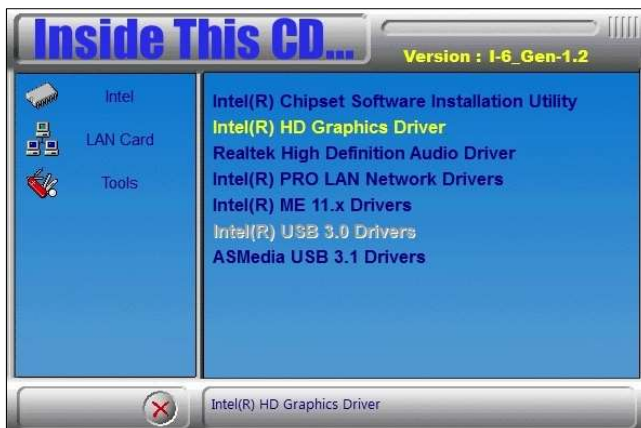 Inside This CD...
Version : I-6_Gen-1.2
Intel
LAN Card
Tools
Intel(R) Chipset Software Installation Utility
Intel(R) HD Graphics Driver
Realtek High Definition Audio Driver
Intel(R) PRO LAN Network Drivers
Intel(R) ME 11.x Drivers
Intel(R) USB 3.0 Drivers
ASMedia USB 3.1 Drivers
Intel(R) HD Graphics Driver